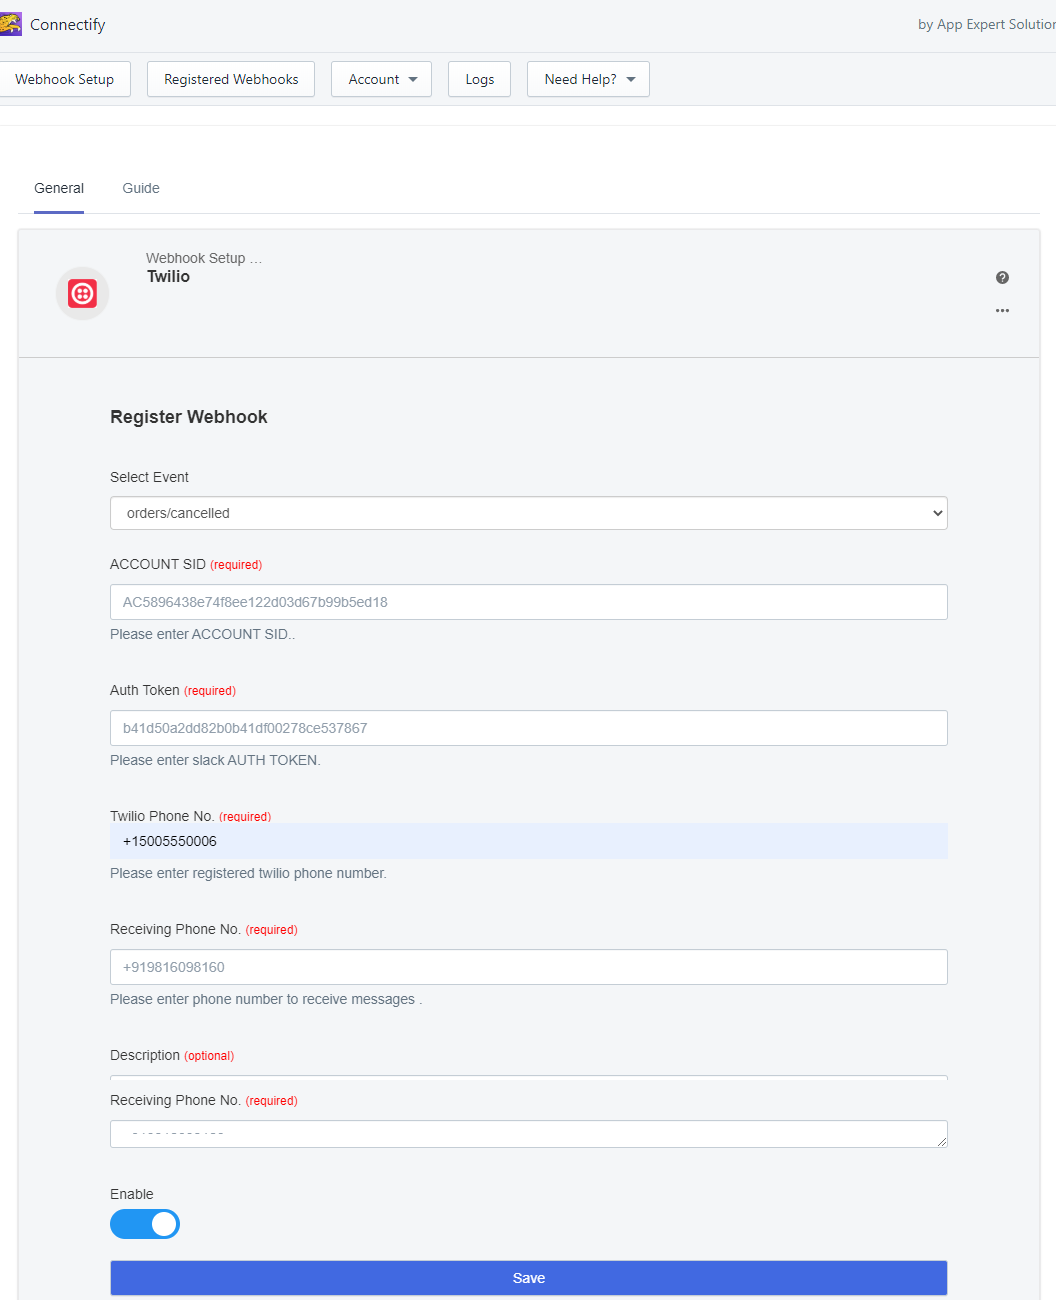 Connectify
by App Expert Solution
Webhook Setup
Registered Webhooks
Account
Logs
Need Help?
General
Guide
Webhook Setup ...
Twilio
Register Webhook
Select Event
orders/cancelled
ACCOUNT SID (required)
AC5896438e74f8ee122d03d67b99b5ed18
Please enter ACCOUNT SID..
Auth Token (required)
b41d50a2dd82b0b41df00278ce537867
Please enter slack AUTH TOKEN.
Twilio Phone No. (required)
+15005550006
Please enter registered twilio phone number.
Receiving Phone No. (required)
+919816098160
Please enter phone number to receive messages .
Description (optional)
Receiving Phone No. (required)
Enable
Save